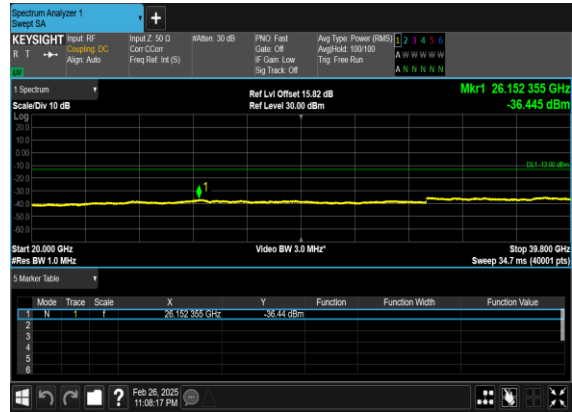 Spectrum Analyzer 1
Swept SA
+
KEYSIGHT Input: RF Input Z: 50 Ω #Atten: 30 dB PNO: Fast Avg Type: Power (RMS) 1 2 3 4 5 6
R T Coupling: DC Corr CCorr Gate: Off Avg|Hold: 100/100 A W W W W W
Align: Auto Freq Ref: Int (S) IF Gain: Low Trig: Free Run
Sig Track: Off A N N N N N
1 Spectrum Ref Lvl Offset 15.82 dB Mkr1 26.152 355 GHz
Scale/Div 10 dB Ref Level 30.00 dBm -36.445 dBm
Log
20.0
10.0
0.00
-10.0 DL1 -13.00 dBm
-20.0
-30.0 1
-40.0
-50.0
-60.0
Start 20.000 GHz Video BW 3.0 MHz* Stop 39.800 GHz
#Res BW 1.0 MHz Sweep 34.7 ms (40001 pts)
5 Marker Table
Mode Trace Scale X Y Function Function Width Function Value
1 N 1 f 26.152 355 GHz -36.44 dBm
2
3
4
5
6
? Feb 26, 2025
11:08:17 PM